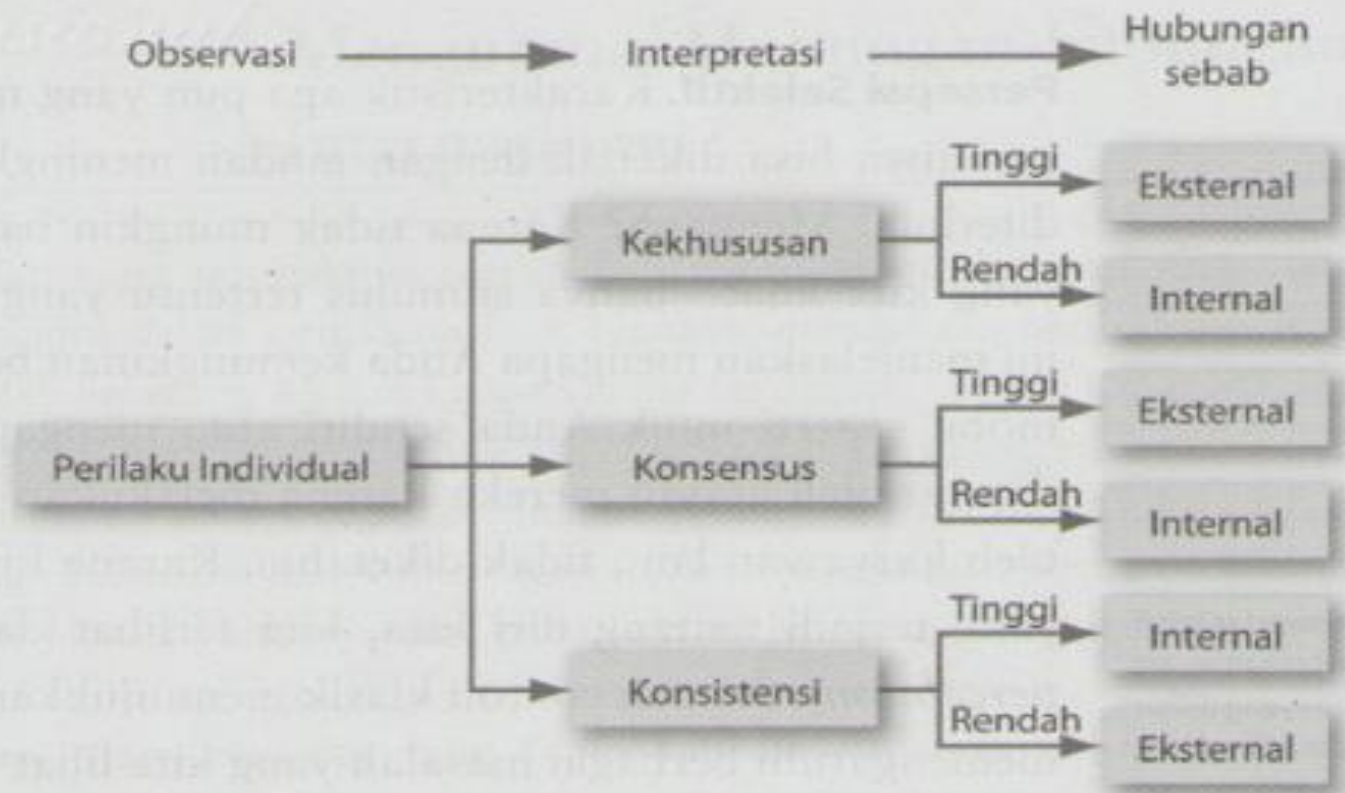 Observasi
Interpretasi
Hubungan
sebab
Tinggi
Eksternal
Kekhususan
Rendah
Internal
Tinggi
Eksternal
Perilaku Individual
Konsensus
Rendah
Internal
Tinggi
Internal
Konsistensi
Rendah
Eksternal